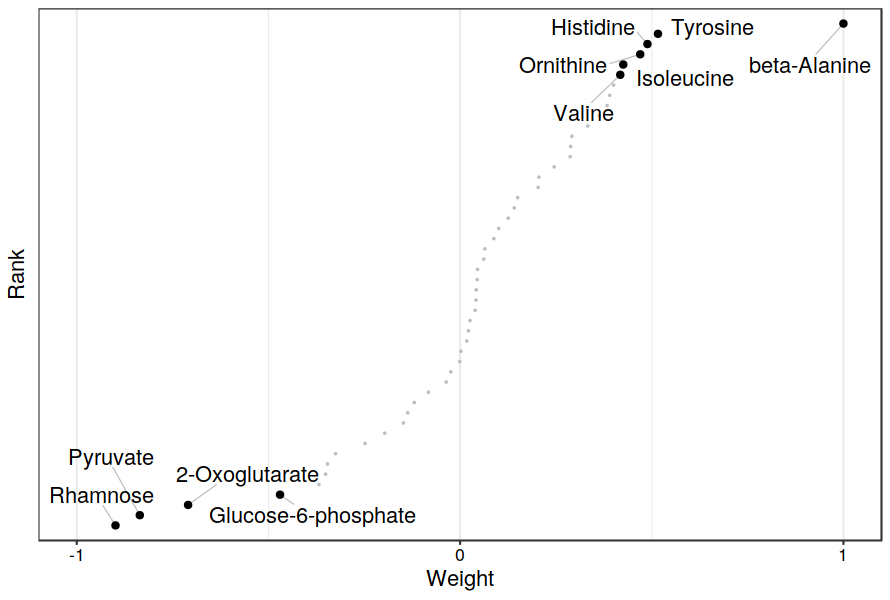 Histidine
Tyrosine
Ornithine
beta-Alanine
Isoleucine
Valine
Rank
Pyruvate
2-Oxoglutarate
Rhamnose
Glucose-6-phosphate
-1
0
1
Weight